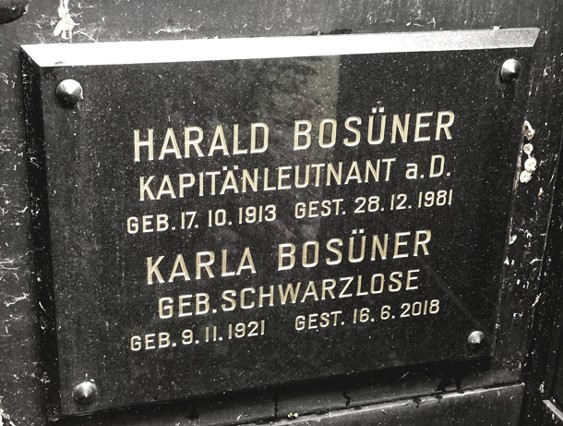 HARALD BOSÜNER
KAPITÄNLEUTNANT a.D.
GEB. 17. 10. 1913 GEST. 28. 12. 1981
KARLA BOSÜNER
GEB. SCHWARZLOSE
GEB. 9. 11. 1921 GEST. 16. 6. 2018